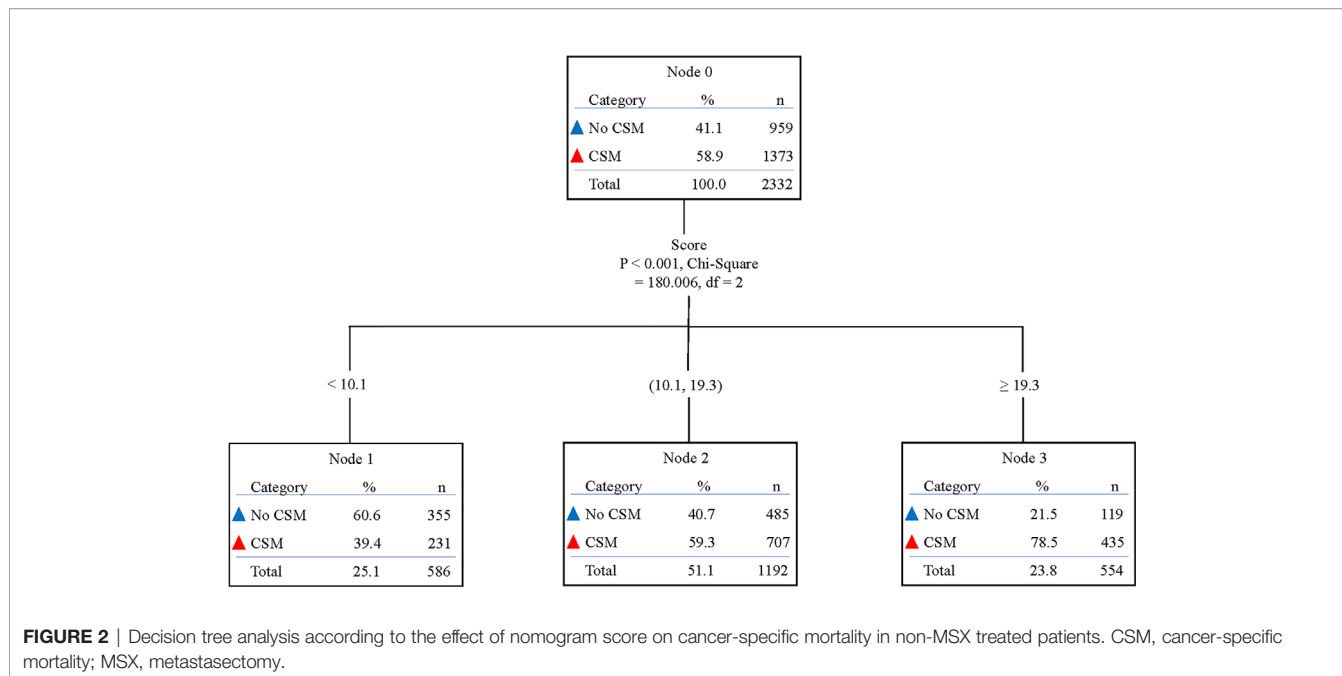 Node 0
Category % n
No CSM 41.1 959
CSM 58.9 1373
Total 100.0 2332
Score
P < 0.001, Chi-Square
= 180.006, df = 2
< 10.1
(10.1, 19.3)
≥ 19.3
Node 1
Category % n
No CSM 60.6 355
CSM 39.4 231
Total 25.1 586
Node 2
Category % n
No CSM 40.7 485
CSM 59.3 707
Total 51.1 1192
Node 3
Category % n
No CSM 21.5 119
CSM 78.5 435
Total 23.8 554
FIGURE 2 | Decision tree analysis according to the effect of nomogram score on cancer-specific mortality in non-MSX treated patients. CSM, cancer-specific
mortality; MSX, metastasectomy.